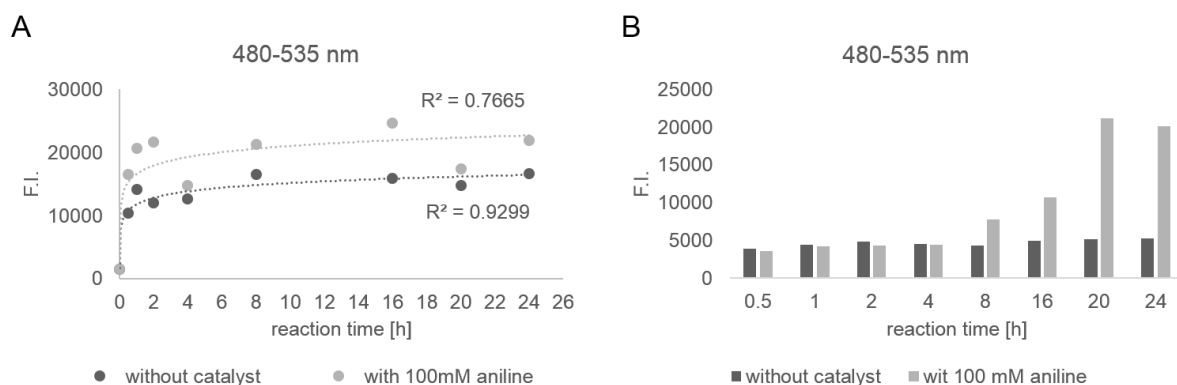 A
480-535 nm
30000
20000
10000
0
F.I.
R² = 0.7665
R² = 0.9299
0 2 4 6 8 10 12 14 16 18 20 22 24 26
reaction time [h]
without catalyst with 100mM aniline
B
480-535 nm
25000
20000
15000
10000
5000
0
F.I.
0.5 1 2 4 8 16 20 24
reaction time [h]
without catalyst wit 100 mM aniline